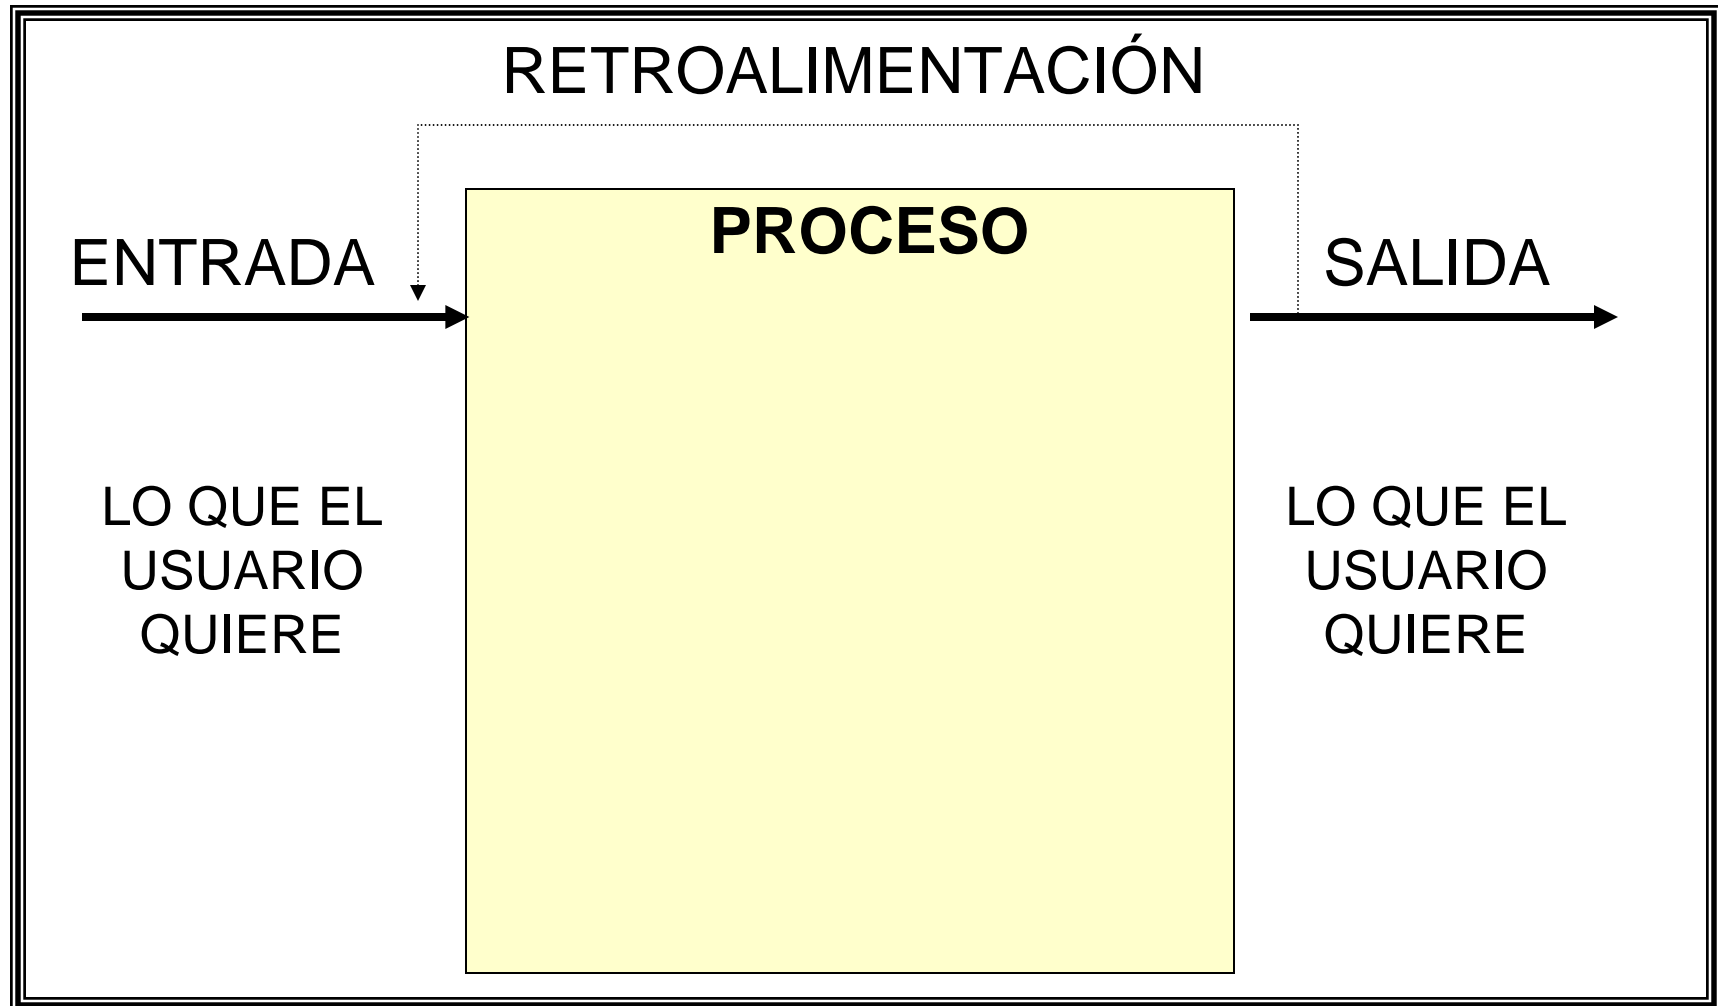 RETROALIMENTACIÓN
PROCESO
ENTRADA
SALIDA
LO QUE EL
USUARIO
QUIERE
LO QUE EL
USUARIO
QUIERE